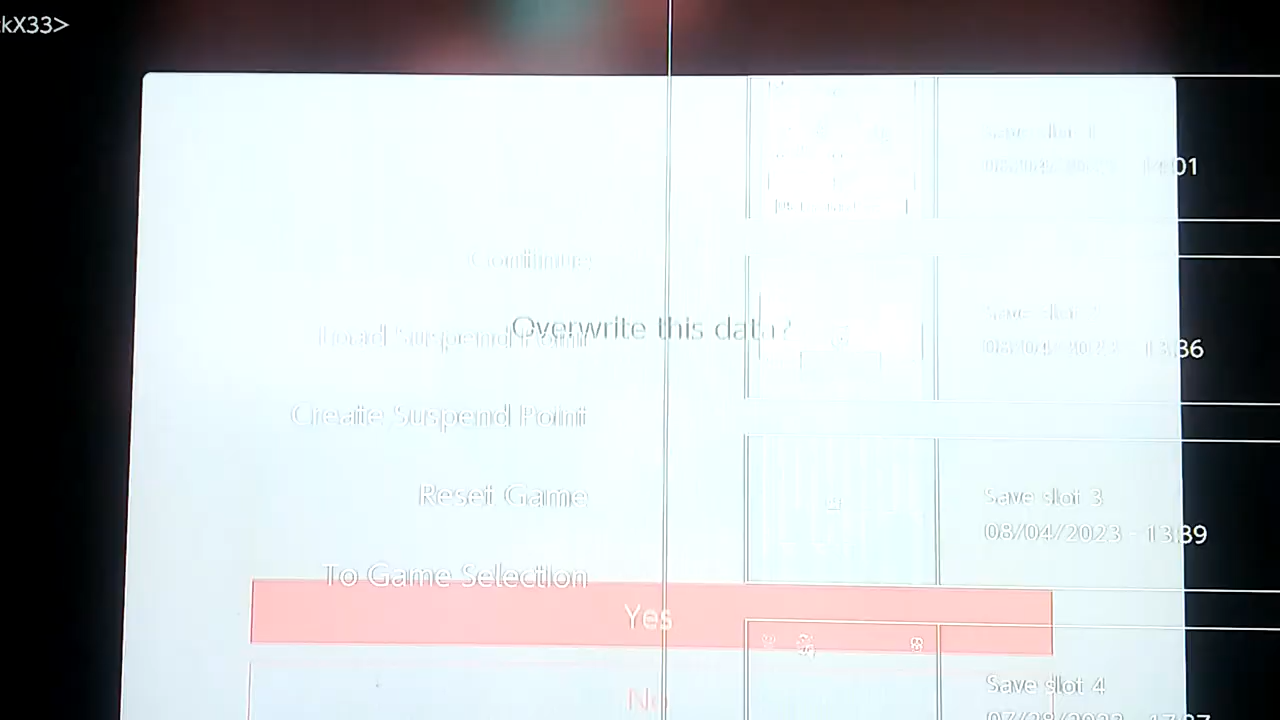 kX33>
Save slot 1
01
Continue
Save slot 2
Overwrite this data?
Load Suspend Point
08/04/2023 - 13:36
Create Suspend Point
Reset Game
Save slot 3
08/04/2023 - 13:39
To Game Selection
Yes
Save slot 4
No